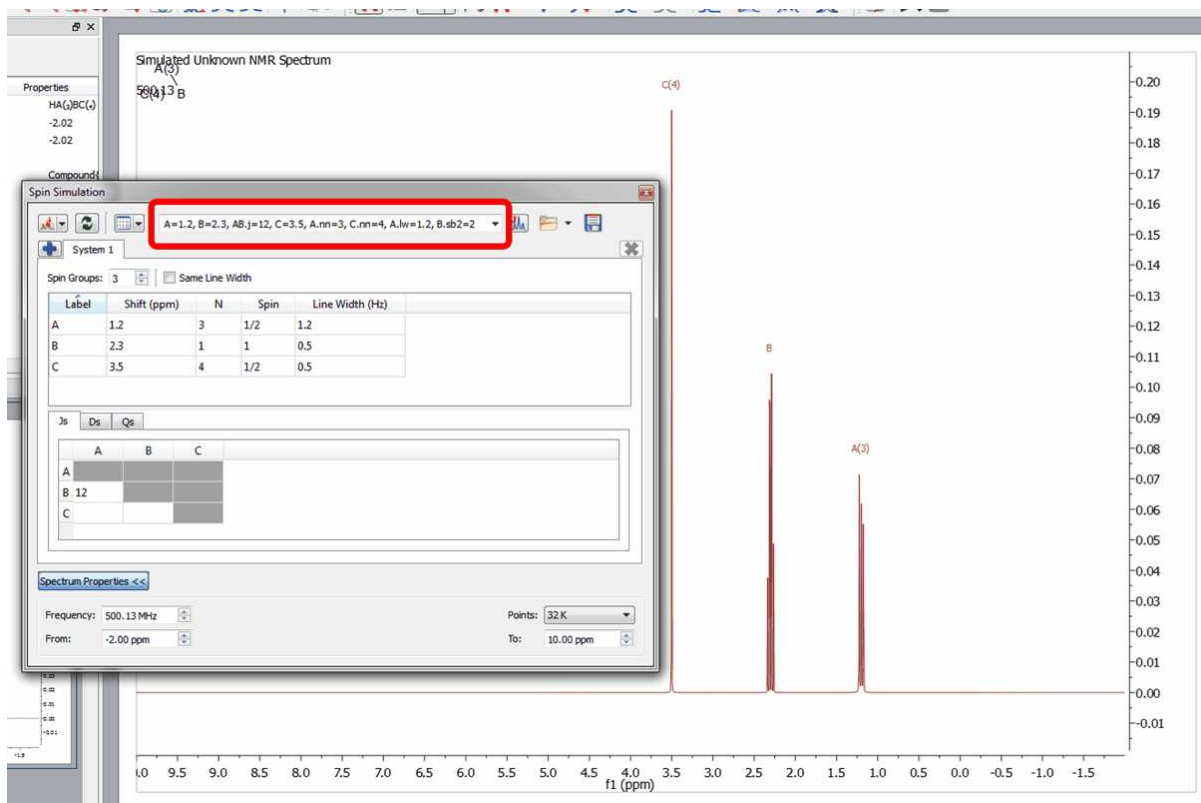 Properties
HA(3)BC(4)
-2.02
-2.02
Simulated Unknown NMR Spectrum
A(3)
500.13
C(4) B
C(4)
B
A(3)
0.20
0.19
0.18
0.17
0.16
0.15
0.14
0.13
0.12
0.11
0.10
0.09
0.08
0.07
0.06
0.05
0.04
0.03
0.02
0.01
0.00
-0.01
Spin Simulation
A=1.2, B=2.3, AB.j=12, C=3.5, A.nn=3, C.nn=4, A.lw=1.2, B.sb2=2
System 1
Spin Groups: 3 Same Line Width
Label Shift (ppm) N Spin Line Width (Hz)
A 1.2 3 1/2 1.2
B 2.3 1 1 0.5
C 3.5 4 1/2 0.5
Js Ds Qs
A B C
A
B 12
C
Spectrum Properties <<
Frequency: 500.13 MHz Points: 32 K
From: -2.00 ppm To: 10.00 ppm
9.5 9.0 8.5 8.0 7.5 7.0 6.5 6.0 5.5 5.0 4.5 4.0 3.5 3.0 2.5 2.0 1.5 1.0 0.5 0.0 -0.5 -1.0 -1.5
f1 (ppm)